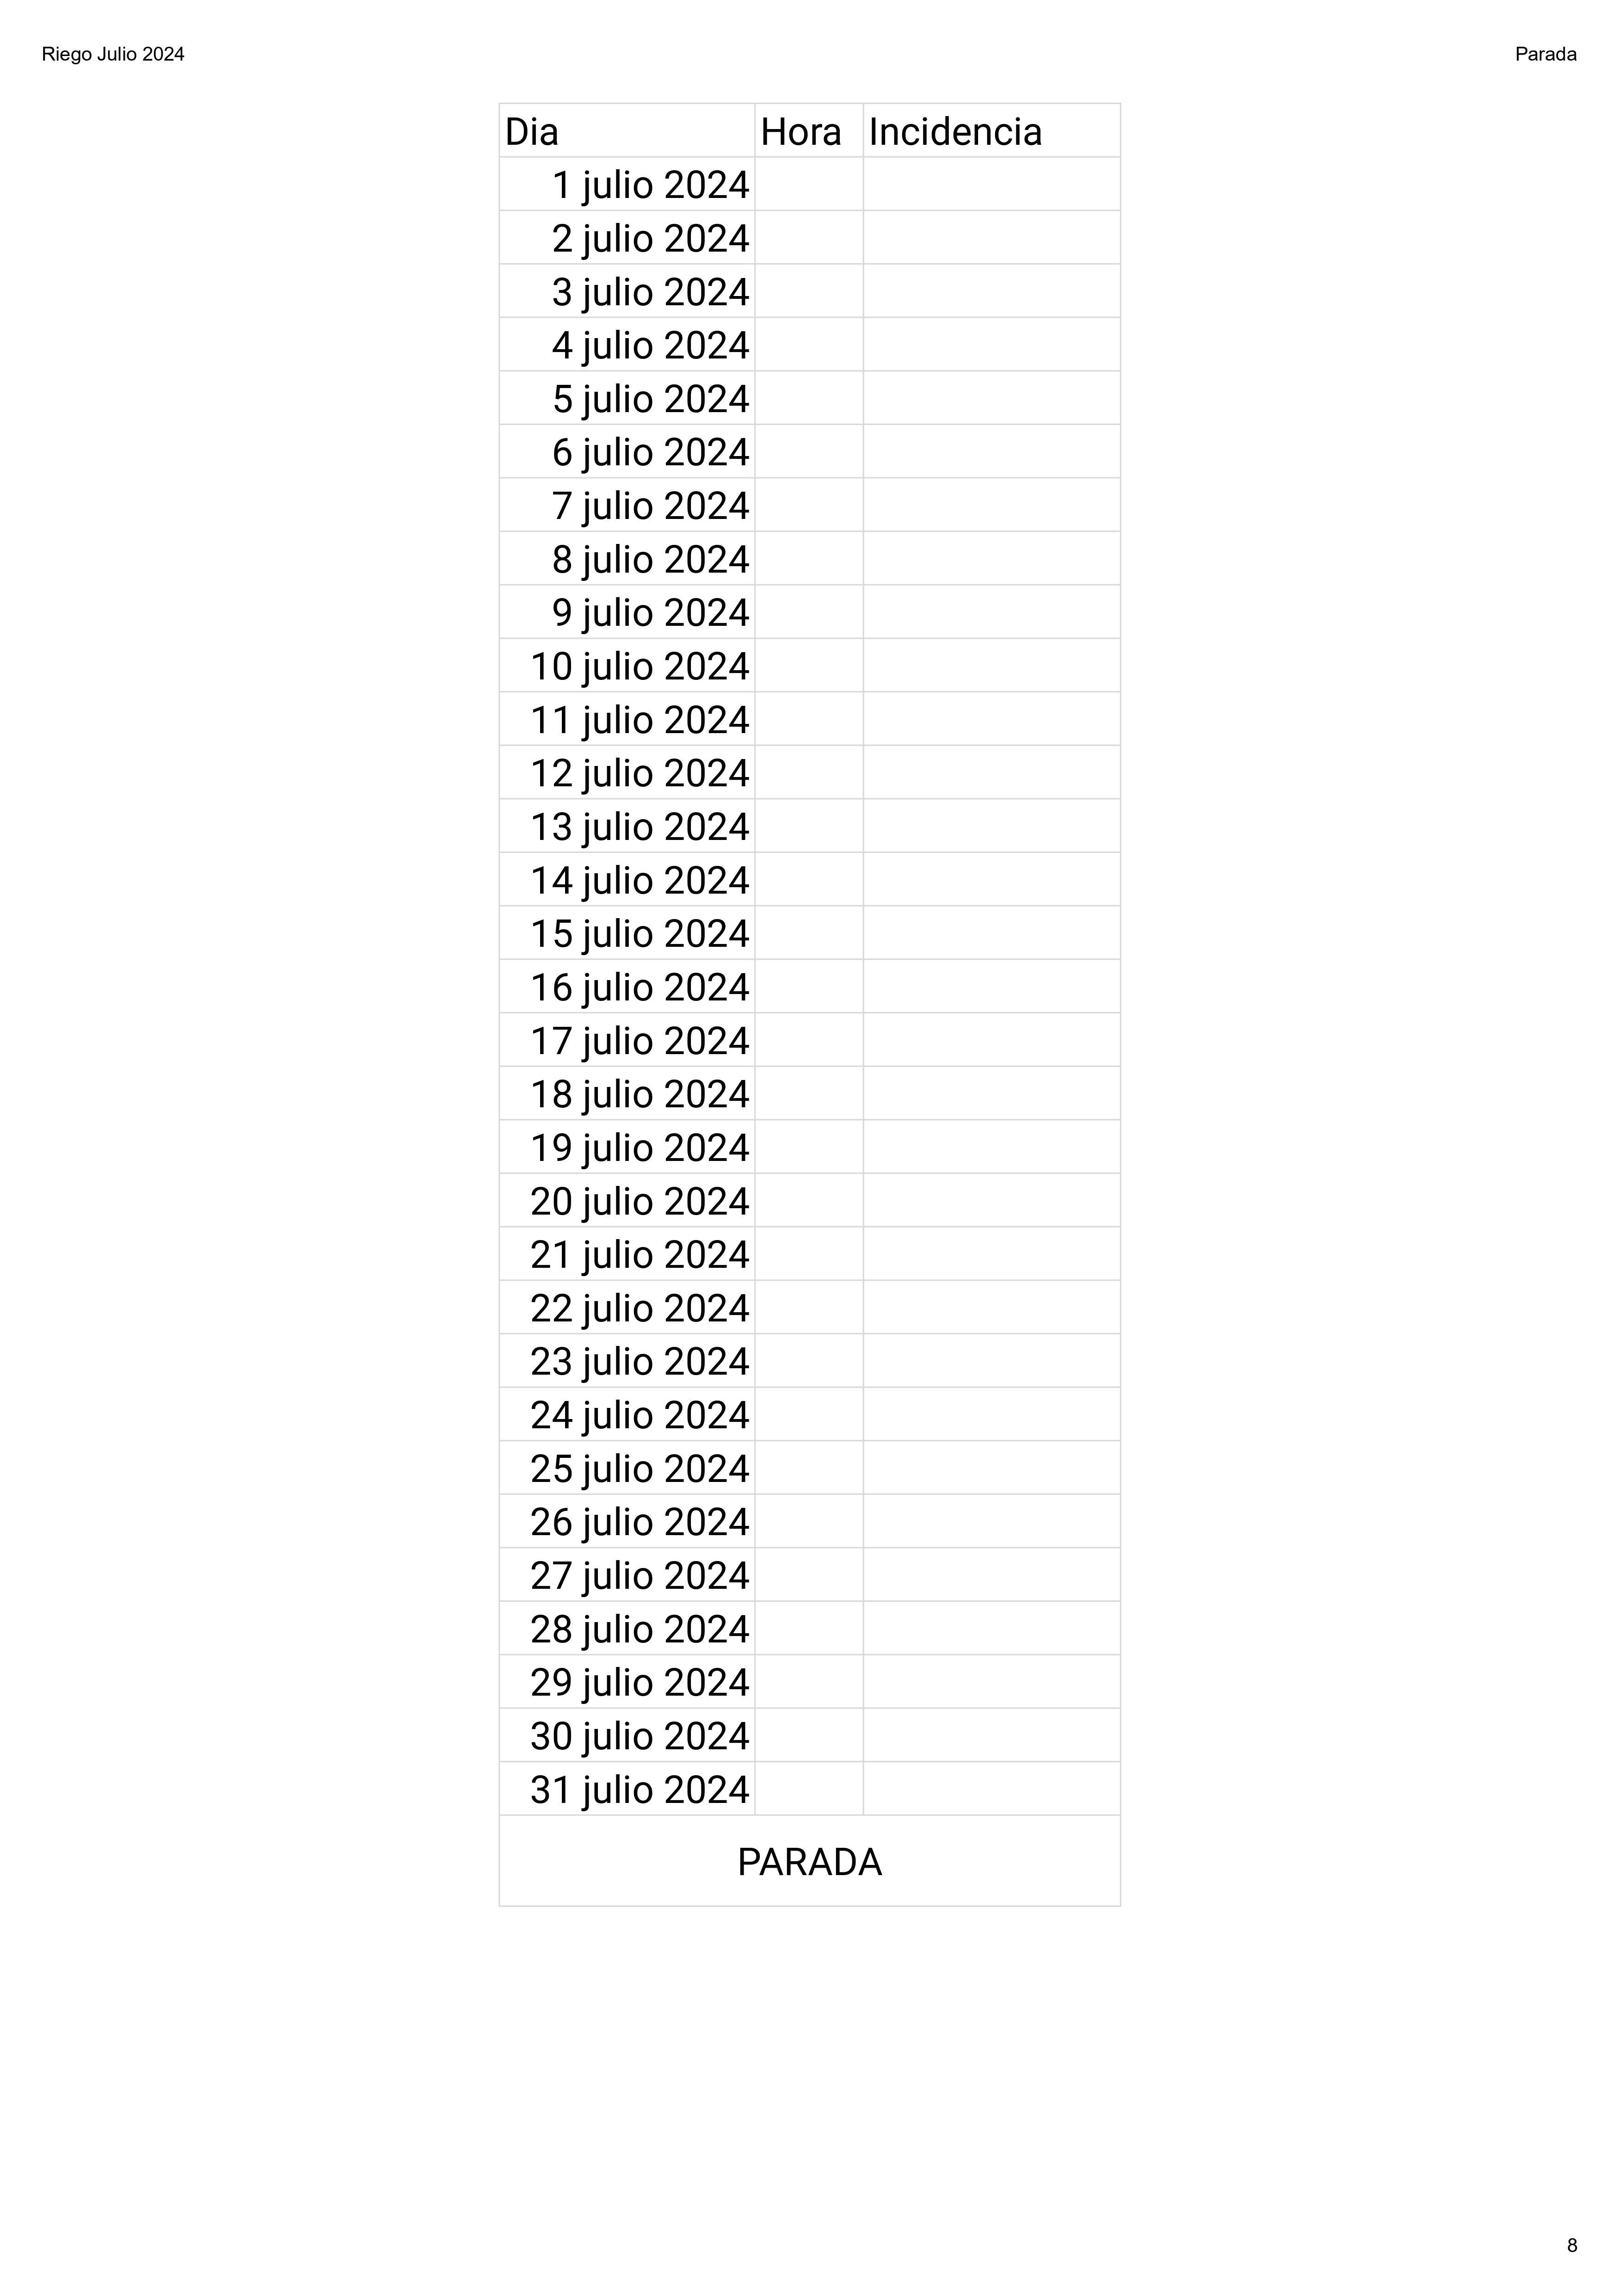 Riego Julio 2024 Parada
Dia Hora Incidencia
1 julio 2024
2 julio 2024
3 julio 2024
4 julio 2024
5 julio 2024
6 julio 2024
7 julio 2024
8 julio 2024
9 julio 2024
10 julio 2024
11 julio 2024
12 julio 2024
13 julio 2024
14 julio 2024
15 julio 2024
16 julio 2024
17 julio 2024
18 julio 2024
19 julio 2024
20 julio 2024
21 julio 2024
22 julio 2024
23 julio 2024
24 julio 2024
25 julio 2024
26 julio 2024
27 julio 2024
28 julio 2024
29 julio 2024
30 julio 2024
31 julio 2024
PARADA
8